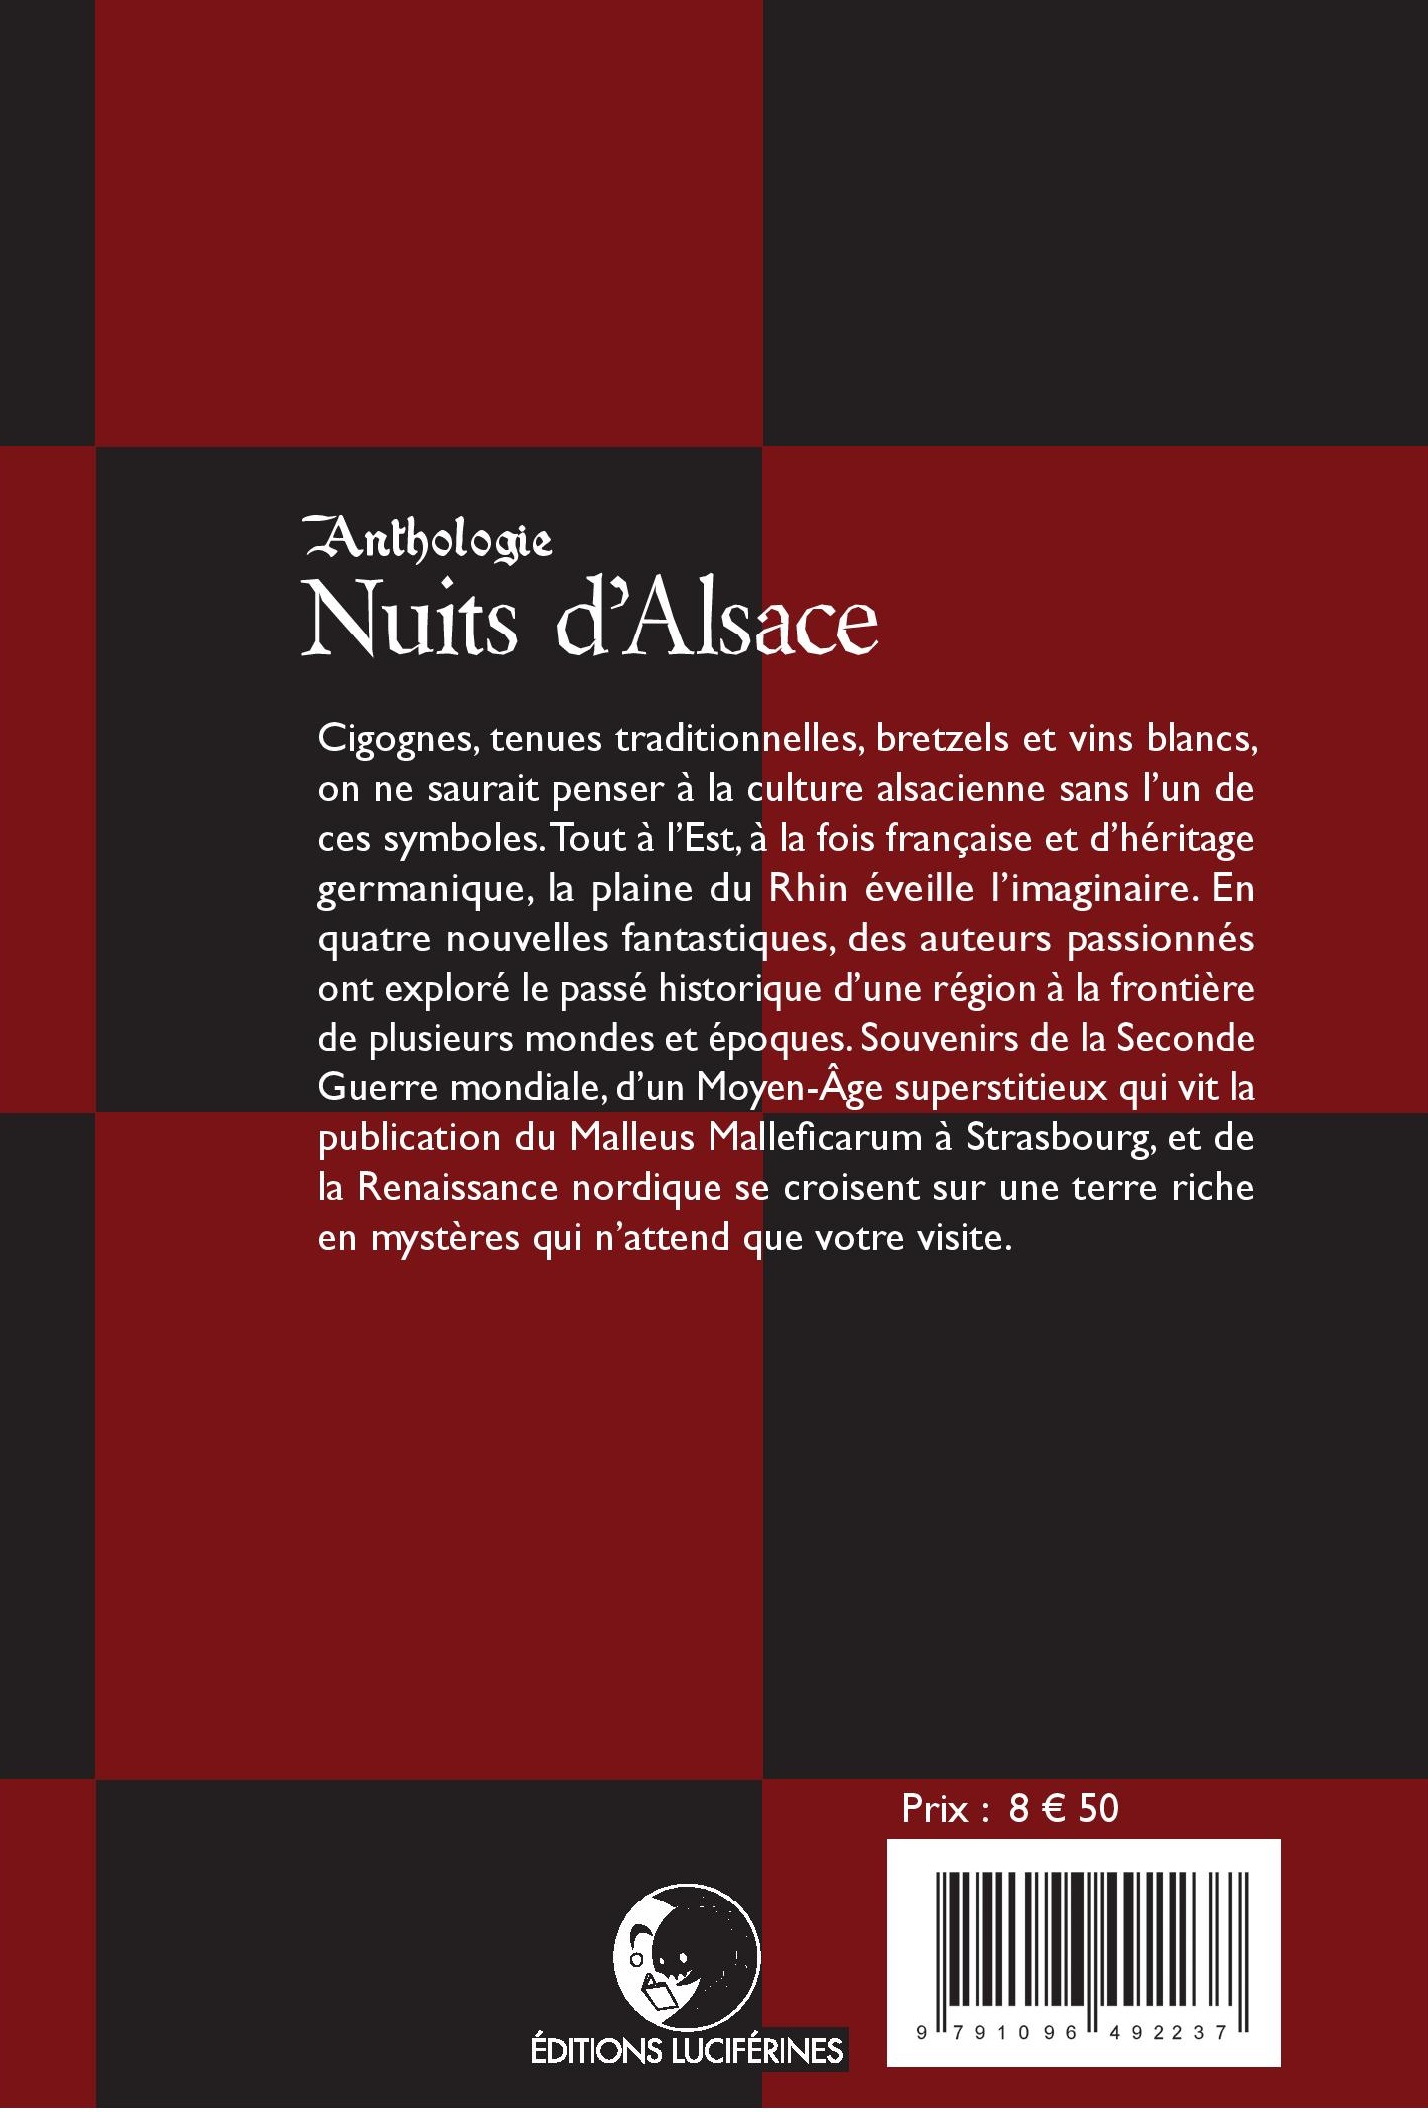 Anthologie
Nuits d'Alsace
Cigognes, tenues traditionnelles, bretzels et vins blancs,
on ne saurait penser à la culture alsacienne sans l'un de
ces symboles. Tout à l'Est, à la fois française et d'héritage
germanique, la plaine du Rhin éveille l'imaginaire. En
quatre nouvelles fantastiques, des auteurs passionnés
ont exploré le passé historique d'une région à la frontière
de plusieurs mondes et époques. Souvenirs de la Seconde
Guerre mondiale, d'un Moyen-Âge superstitieux qui vit la
publication du Malleus Malleficarum à Strasbourg, et de
la Renaissance nordique se croisent sur une terre riche
en mystères qui n'attend que votre visite.
Prix : 8 € 50
9 791096 492237
ÉDITIONS LUCIFÉRINES